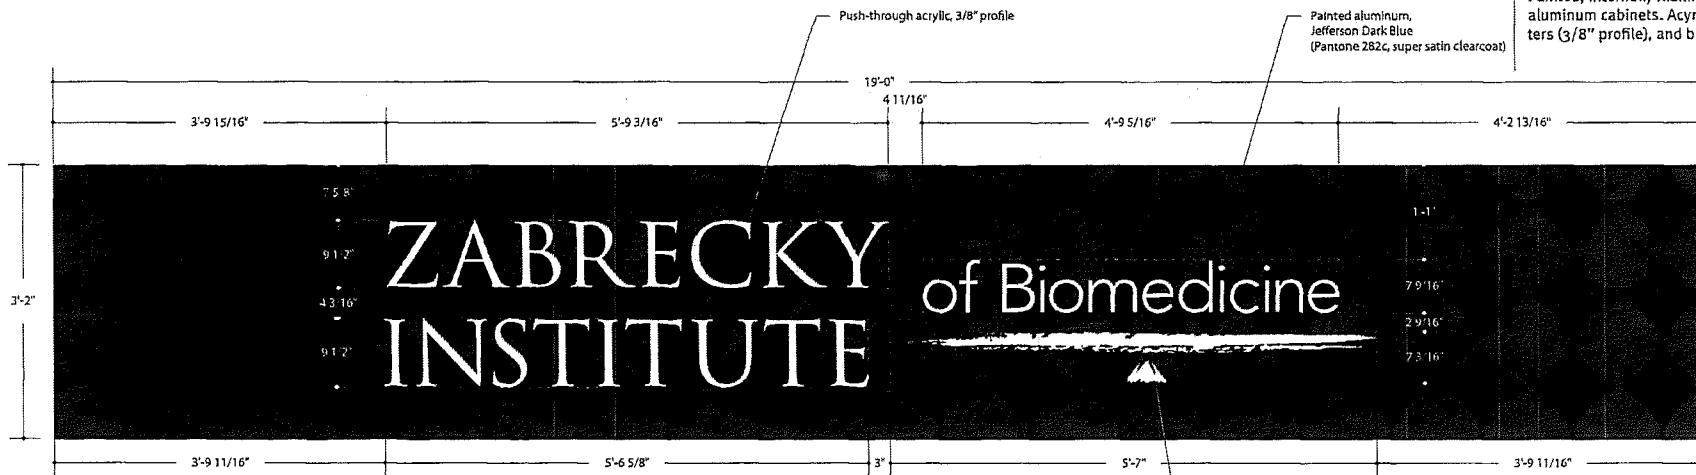 Push-through acrylic, 3/8" profile
Painted aluminum,
Jefferson Dark Blue
(Pantone 282c, super satin clearcoat)
aluminum cabinets. Acyr
ters (3/8" profile), and b
19'-0"
4 11/16"
3'-9 15/16"
5'-9 3/16"
4'-9 5/16"
4'-2 13/16"
7 5 8"
1'-1"
ZABRECKY
9 1 2"
of Biomedicine
7 9/16"
3'-2"
4 3 16"
2 9/16"
INSTITUTE
9 1 2"
7 3/16"
3'-9 11/16"
5'-6 5/8"
3"
5'-7"
3'-9 11/16"